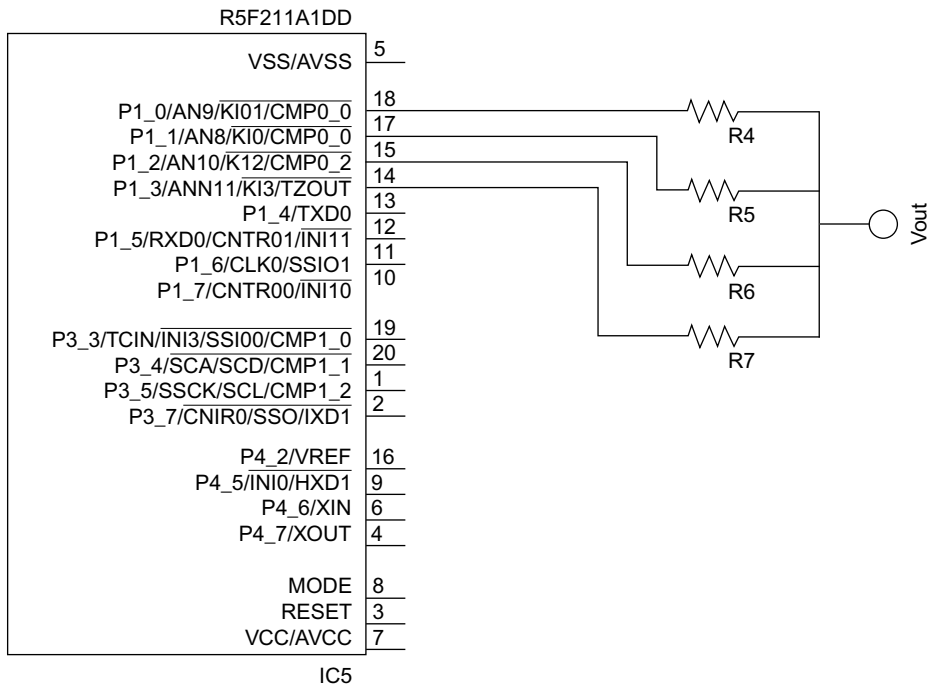 R5F211A1DD
VSS/AVSS 5
P1_0/AN9/KI01/CMP0_0 18
P1_1/AN8/KI0/CMP0_0 17
P1_2/AN10/K12/CMP0_2 15
P1_3/ANN11/KI3/TZOUT 14
P1_4/TXD0 13
P1_5/RXD0/CNTR01/INI11 12
P1_6/CLK0/SSIO1 11
P1_7/CNTR00/INI10 10
P3_3/TCIN/INI3/SSI00/CMP1_0 19
P3_4/SCA/SCD/CMP1_1 20
P3_5/SSCK/SCL/CMP1_2 1
P3_7/CNIR0/SSO/IXD1 2
P4_2/VREF 16
P4_5/INI0/HXD1 9
P4_6/XIN 6
P4_7/XOUT 4
MODE 8
RESET 3
VCC/AVCC 7
IC5
R4
R5
R6
R7
Vout